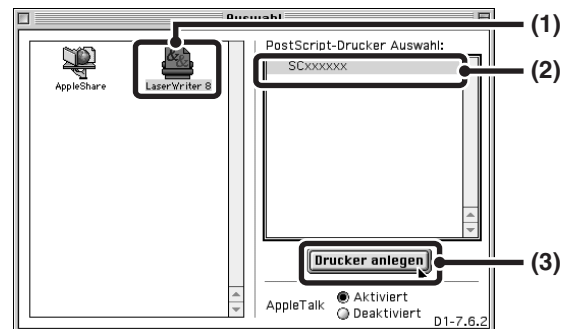 Auswahl
(1)
AppleShare
LaserWriter 8
PostScript-Drucker Auswahl:
SCxxxxxx
(2)
Drucker anlegen
(3)
AppleTalk
Aktiviert
Deaktiviert
D1-7.6.2